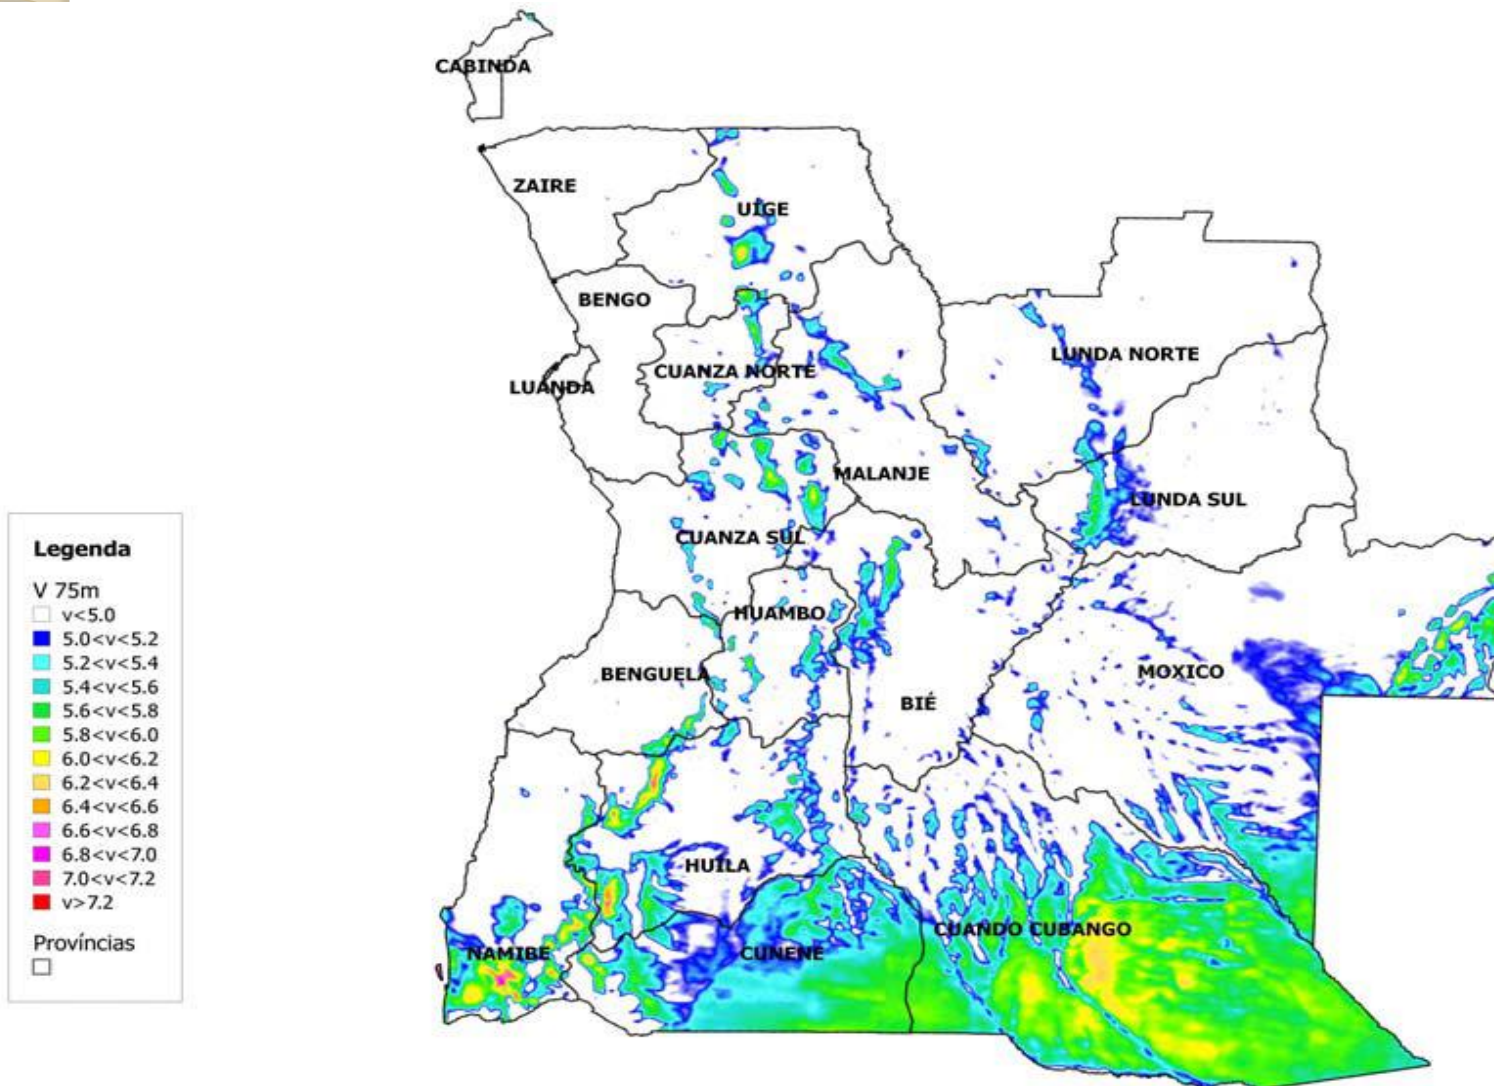 CABINDA
ZAIRE
UÍGE
BENGO
LUNDA NORTE
CUANZA NORTE
LUANDA
MALANJE
LUNDA SUL
CUANZA SUL
HUAMBO
BENGUELA
MOXICO
BIÉ
HUILA
CUANDO CUBANGO
NAMIBE
CUNENE
Legenda
V 75m
v<5.0
5.0<v<5.2
5.2<v<5.4
5.4<v<5.6
5.6<v<5.8
5.8<v<6.0
6.0<v<6.2
6.2<v<6.4
6.4<v<6.6
6.6<v<6.8
6.8<v<7.0
7.0<v<7.2
v>7.2
Províncias